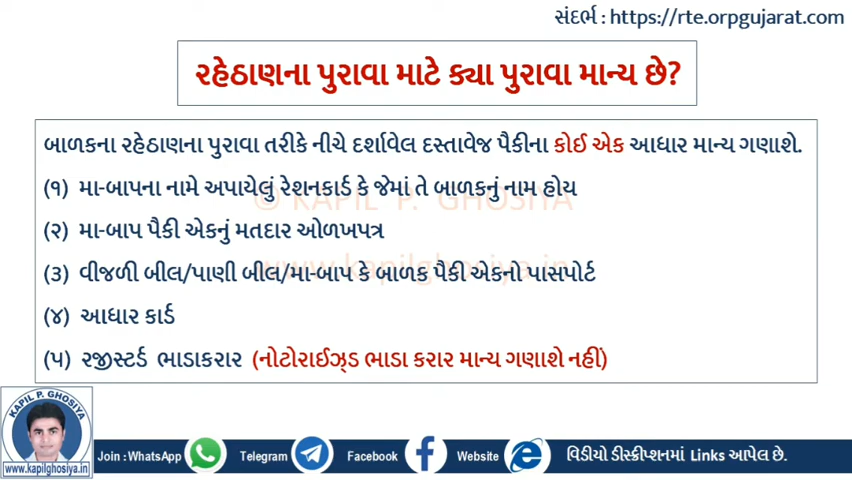 સંદર્ભ : https://rte.orpgujarat.com
રહેઠાણના પુરાવા માટે ક્યા પુરાવા માન્ય છે?
બાળકના રહેઠાણના પુરાવા તરીકે નીચે દર્શાવેલ દસ્તાવેજ પૈકીના કોઈ એક આધાર માન્ય ગણાશે.
(૧) મા-બાપના નામે અપાયેલું રેશનકાર્ડ કે જેમાં તે બાળકનું નામ હોય
© KAPIL P. GHOSIYA
(૨) મા-બાપ પૈકી એકનું મતદાર ઓળખપત્ર
(૩) વીજળી બીલ/પાણી બીલ/મા-બાપ કે બાળક પૈકી એકનો પાસપોર્ટ
www.kapilghosiya.in
(૪) આધાર કાર્ડ
(૫) રજીસ્ટર્ડ ભાડાકરાર (નોટોરાઈઝ્ડ ભાડા કરાર માન્ય ગણાશે નહીં)
KAPIL P. GHOSIYA
www.kapilghosiya.in
Join : WhatsApp Telegram Facebook Website વિડીયો ડીસ્ક્રીપ્શનમાં Links આપેલ છે.